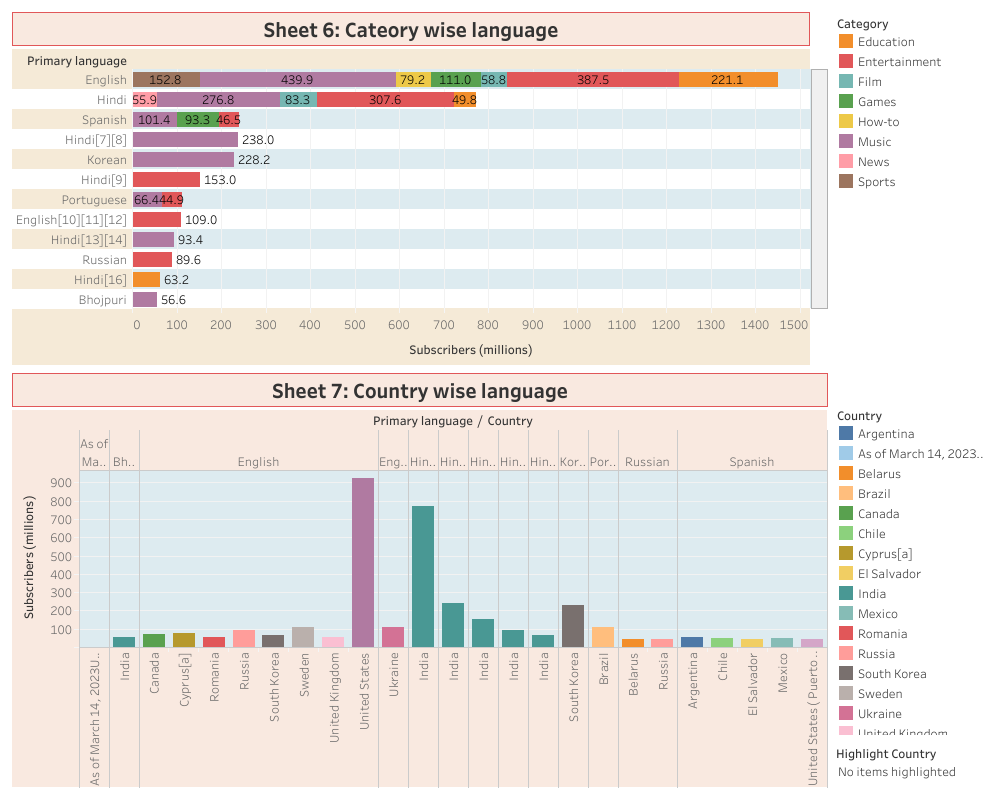 Sheet 6: Cateory wise language
Primary language
English 152.8 439.9 79.2 111.0 58.8 387.5 221.1
Hindi 55.9 276.8 83.3 307.6 49.8
Spanish 101.4 93.3 46.5
Hindi[7][8] 238.0
Korean 228.2
Hindi[9] 153.0
Portuguese 66.4 44.9
English[10][11][12] 109.0
Hindi[13][14] 93.4
Russian 89.6
Hindi[16] 63.2
Bhojpuri 56.6
0 100 200 300 400 500 600 700 800 900 1000 1100 1200 1300 1400 1500
Subscribers (millions)
Category
Education
Entertainment
Film
Games
How-to
Music
News
Sports
Sheet 7: Country wise language
Primary language / Country
As of
Ma.. Bh.. English Eng.. Hin.. Hin.. Hin.. Hin.. Hin.. Kor.. Por.. Russian Spanish
Subscribers (millions)
900
800
700
600
500
400
300
200
100
As of March 14, 2023U..
India
Canada
Cyprus[a]
Romania
Russia
South Korea
Sweden
United Kingdom
United States
Ukraine
India
India
India
India
India
South Korea
Brazil
Belarus
Russia
Argentina
Chile
El Salvador
Mexico
United States ( Puerto ..
Country
Argentina
As of March 14, 2023..
Belarus
Brazil
Canada
Chile
Cyprus[a]
El Salvador
India
Mexico
Romania
Russia
South Korea
Sweden
Ukraine
United Kingdom
Highlight Country
No items highlighted